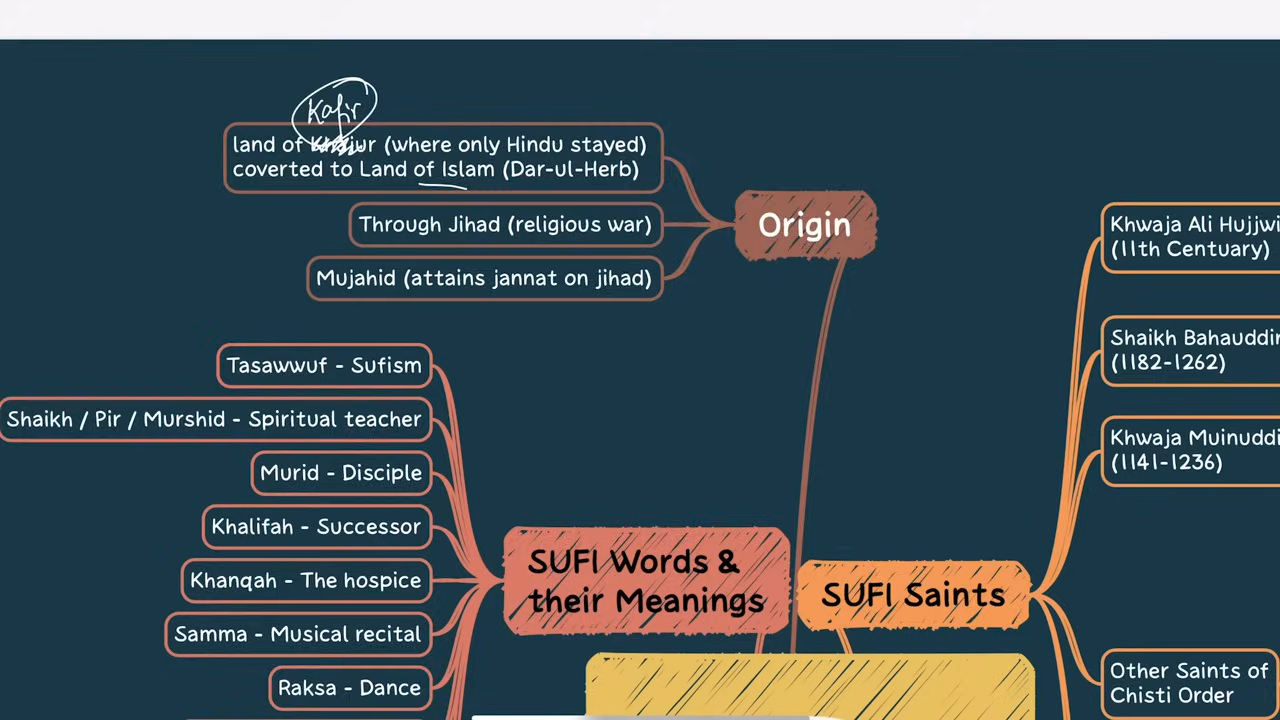 Kafir
land of (where only Hindu stayed)
coverted to Land of Islam (Dar-ul-Herb)
Through Jihad (religious war)
Mujahid (attains jannat on jihad)
Origin
Tasawwuf - Sufism
Shaikh / Pir / Murshid - Spiritual teacher
Murid - Disciple
Khalifah - Successor
Khanqah - The hospice
Samma - Musical recital
Raksa - Dance
SUFI Words &
their Meanings
SUFI Saints
Khwaja Ali Hujjwi
(11th Centuary)
Shaikh Bahauddin
(1182-1262)
Khwaja Muinuddi
(1141-1236)
Other Saints of
Chisti Order